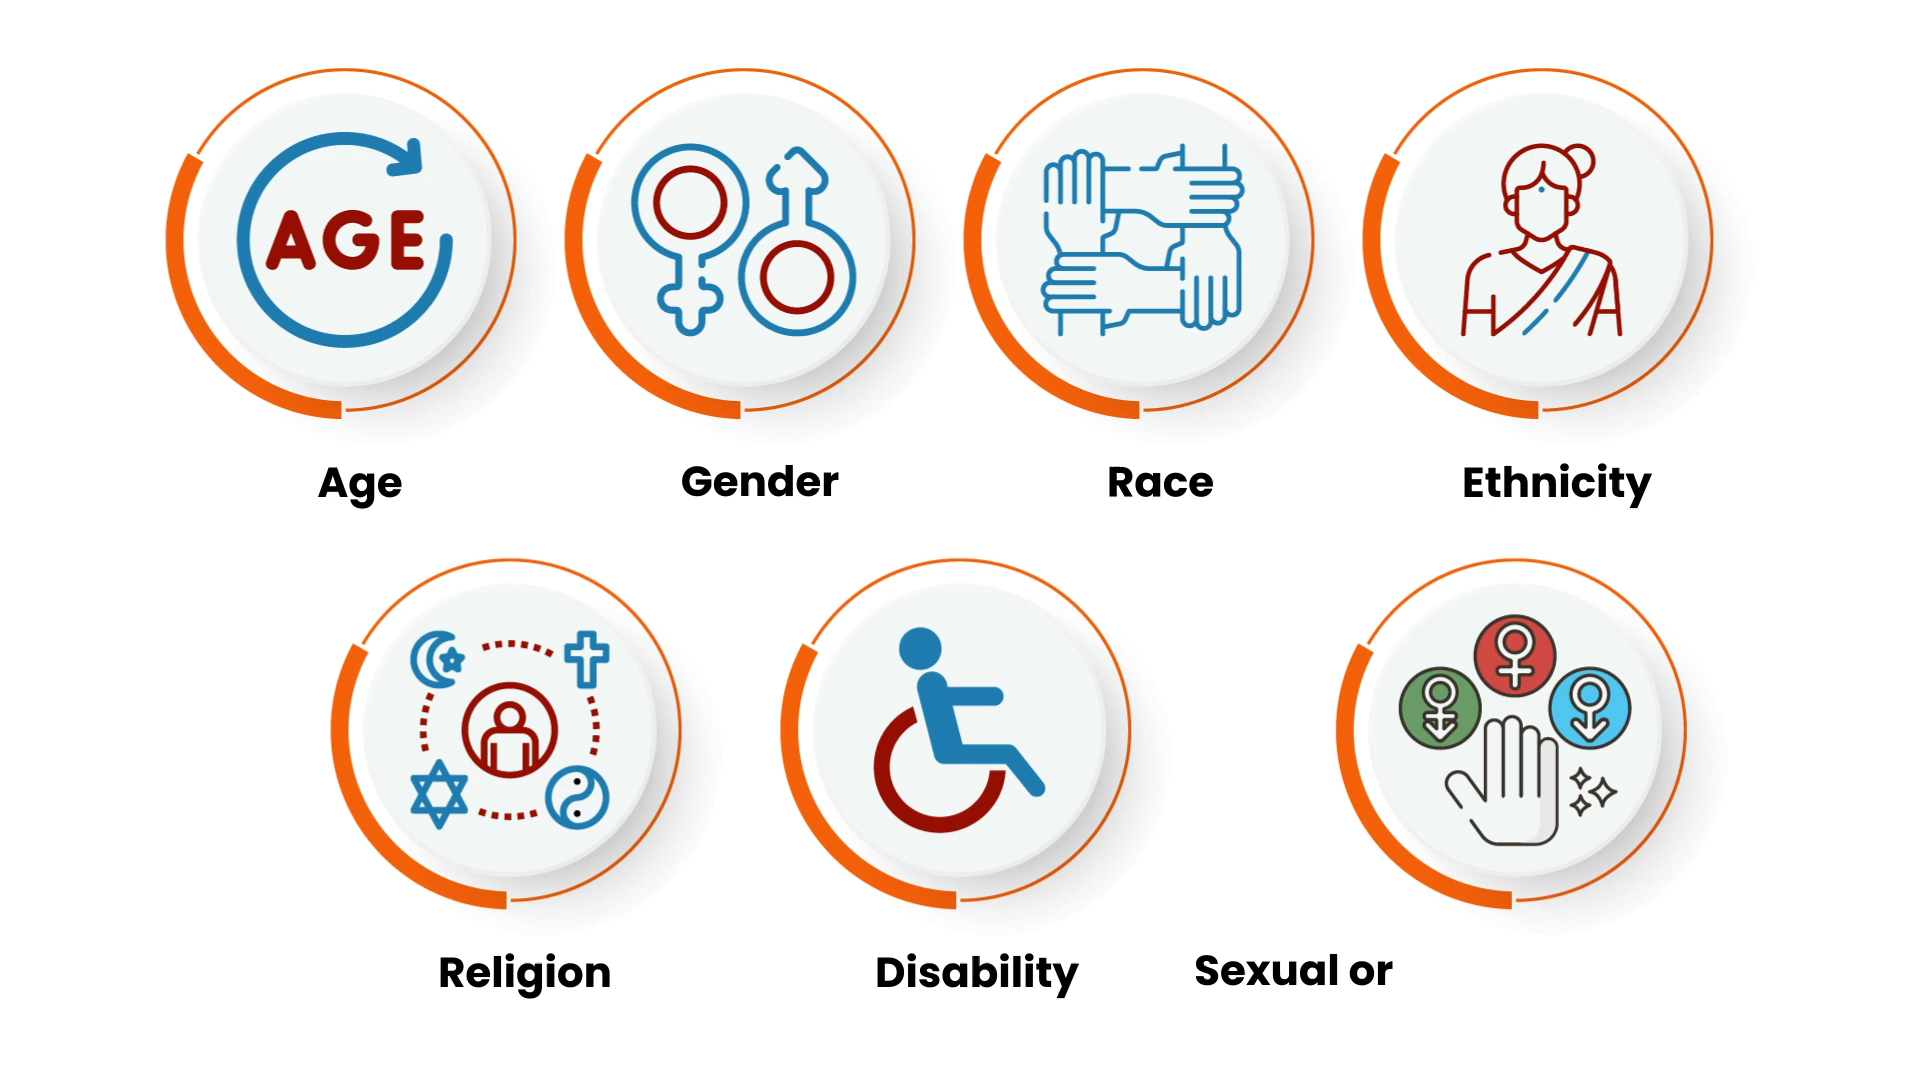 AGE
Age
Gender
Race
Ethnicity
Religion
Disability
Sexual or